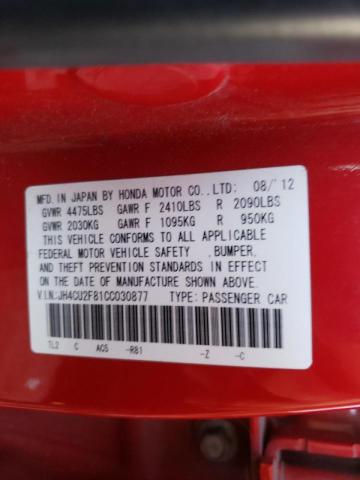 MFD. IN JAPAN BY HONDA MOTOR CO.,LTD: 08/'12
GVWR 4475LBS GAWR F 2410LBS R 2090LBS
GVWR 2030KG GAWR F 1095KG R 950KG
THIS VEHICLE CONFORMS TO ALL APPLICABLE
FEDERAL MOTOR VEHICLE SAFETY ,BUMPER,
AND THEFT PREVENTION STANDARDS IN EFFECT
ON THE DATE OF MANUFACTURE SHOWN ABOVE
V.I.N:JH4CU2F81CC030877 TYPE: PASSENGER CAR
TL2 C AC5 -R81 -Z -C